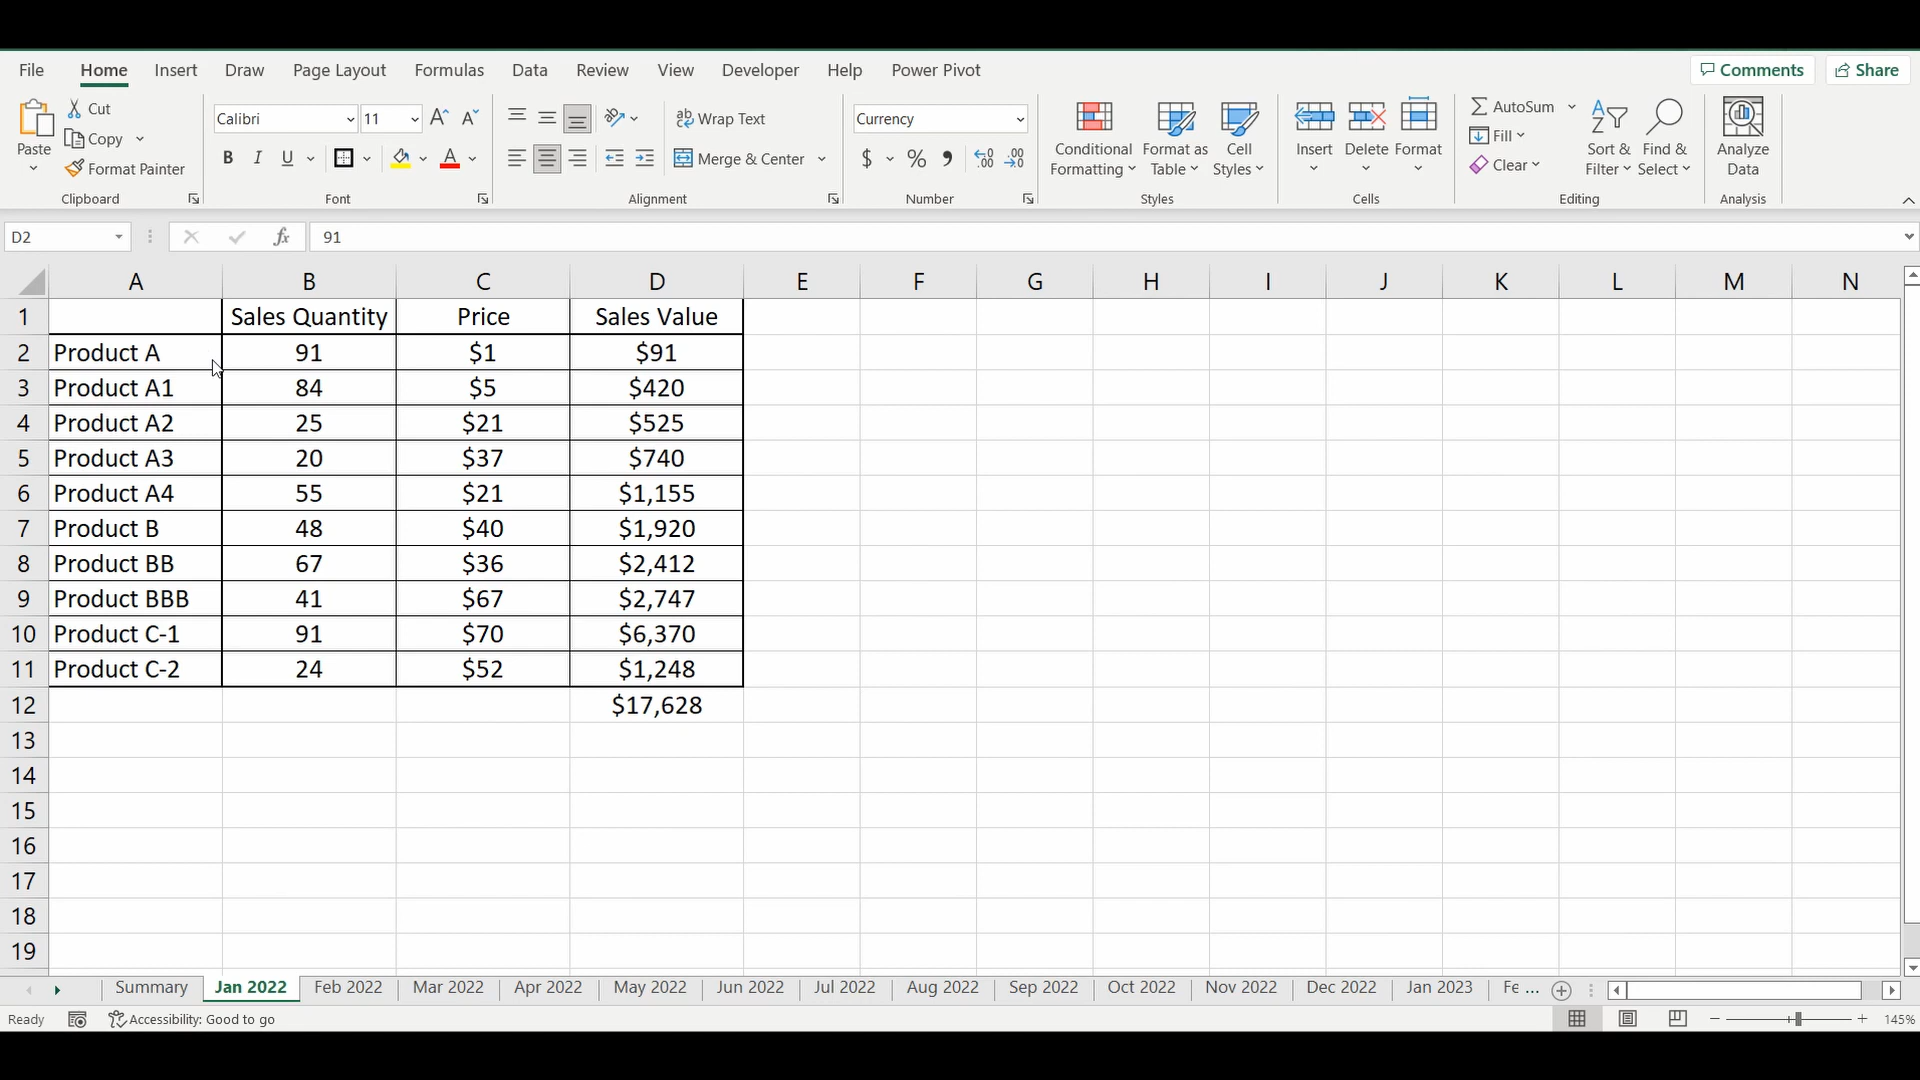 File Home Insert Draw Page Layout Formulas Data Review View Developer Help Power Pivot Comments Share
Paste Cut Copy Format Painter
Clipboard
Calibri 11
B I U A
Font
Wrap Text
Merge & Center
Alignment
Currency
$ % ,
Number
Conditional Formatting
Format as Table
Cell Styles
Styles
Insert Delete Format
Cells
AutoSum
Fill
Clear
Sort & Filter
Find & Select
Editing
Analyze Data
Analysis
D2 fx 91
A B C D E F G H I J K L M N
1 Sales Quantity Price Sales Value
2 Product A 91 $1 $91
3 Product A1 84 $5 $420
4 Product A2 25 $21 $525
5 Product A3 20 $37 $740
6 Product A4 55 $21 $1,155
7 Product B 48 $40 $1,920
8 Product BB 67 $36 $2,412
9 Product BBB 41 $67 $2,747
10 Product C-1 91 $70 $6,370
11 Product C-2 24 $52 $1,248
12 $17,628
13
14
15
16
17
18
19
Summary Jan 2022 Feb 2022 Mar 2022 Apr 2022 May 2022 Jun 2022 Jul 2022 Aug 2022 Sep 2022 Oct 2022 Nov 2022 Dec 2022 Jan 2023 Fe ...
Ready Accessibility: Good to go 145%